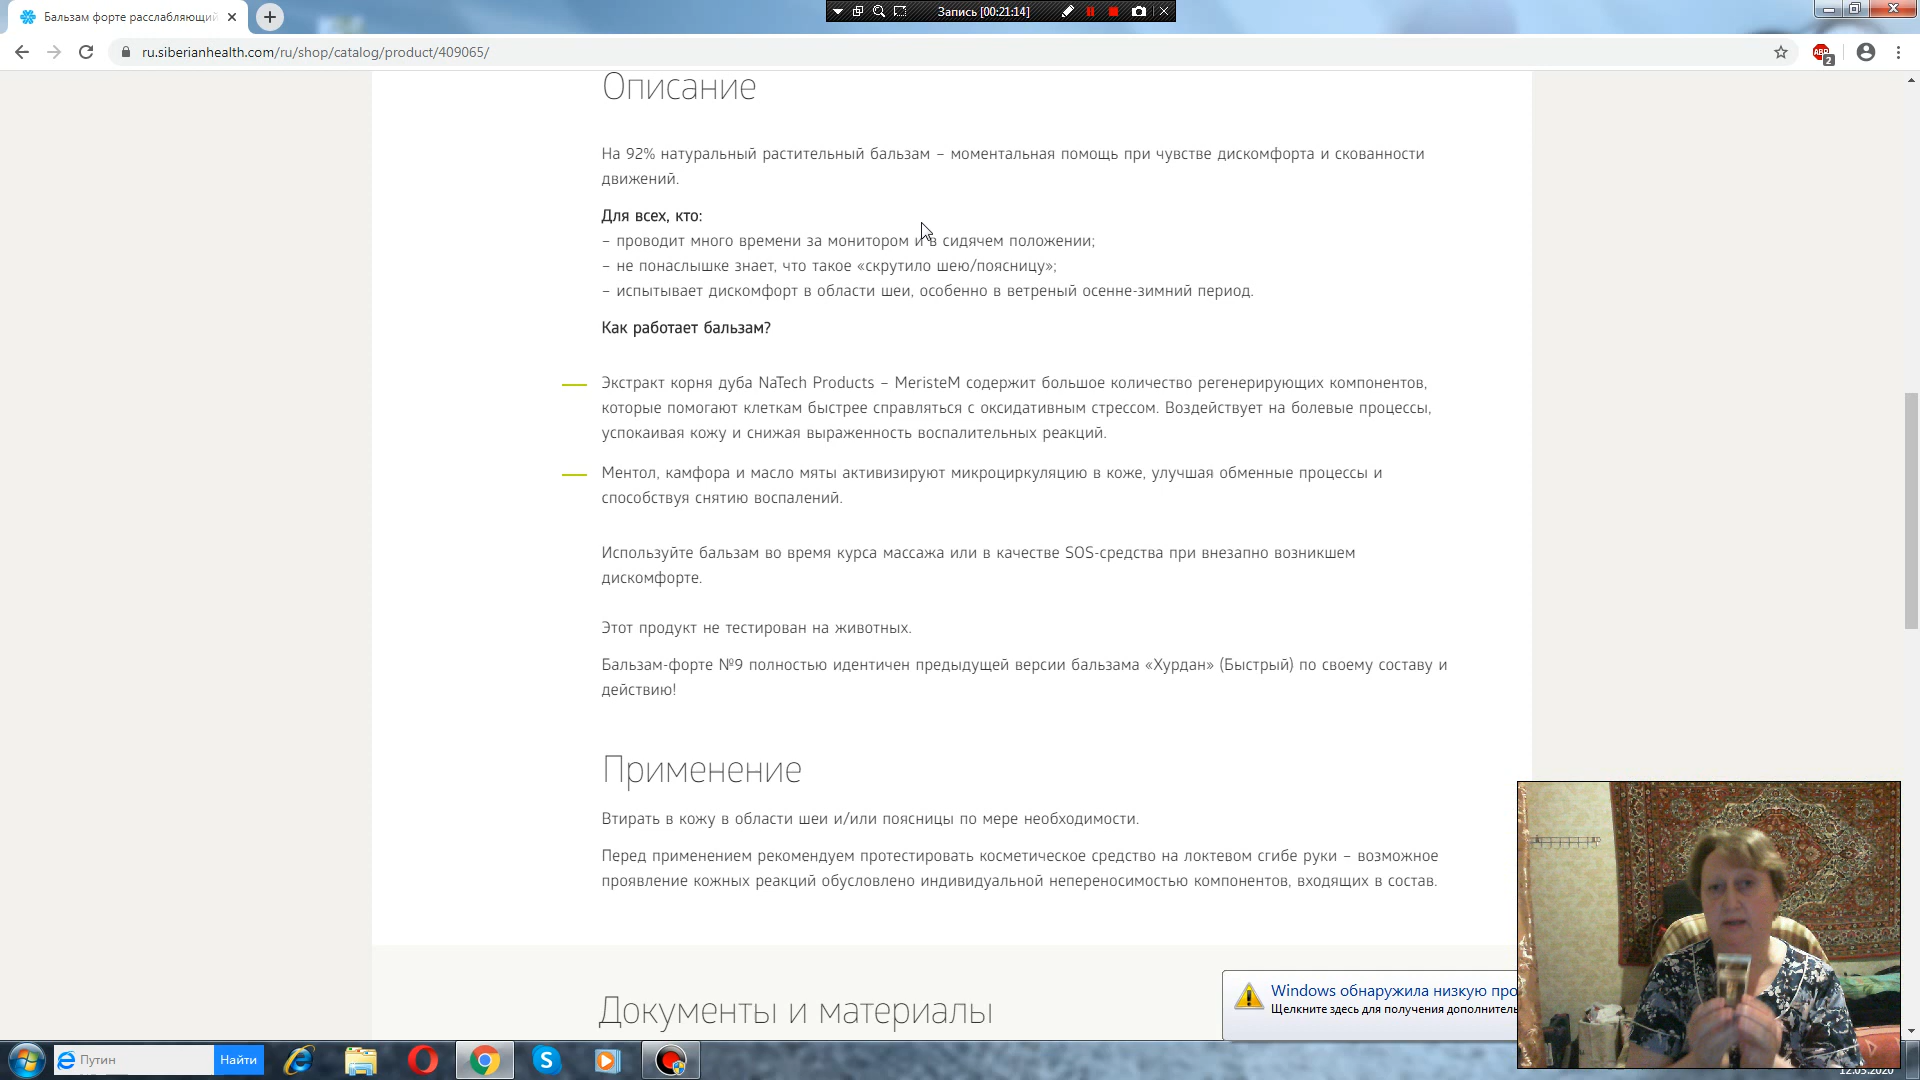 Бальзам форте расслабляющий
Запись [00:21:14]
ru.siberianhealth.com/ru/shop/catalog/product/409065/
ABP
2
Описание
На 92% натуральный растительный бальзам – моментальная помощь при чувстве дискомфорта и скованности
движений.
Для всех, кто:
– проводит много времени за монитором и в сидячем положении;
– не понаслышке знает, что такое «скрутило шею/поясницу»;
– испытывает дискомфорт в области шеи, особенно в ветреный осенне-зимний период.
Как работает бальзам?
Экстракт корня дуба NaTech Products – MeristeM содержит большое количество регенерирующих компонентов,
которые помогают клеткам быстрее справляться с оксидативным стрессом. Воздействует на болевые процессы,
успокаивая кожу и снижая выраженность воспалительных реакций.
Ментол, камфора и масло мяты активизируют микроциркуляцию в коже, улучшая обменные процессы и
способствуя снятию воспалений.
Используйте бальзам во время курса массажа или в качестве SOS-средства при внезапно возникшем
дискомфорте.
Этот продукт не тестирован на животных.
Бальзам-форте №9 полностью идентичен предыдущей версии бальзама «Хурдан» (Быстрый) по своему составу и
действию!
Применение
Втирать в кожу в области шеи и/или поясницы по мере необходимости.
Перед применением рекомендуем протестировать косметическое средство на локтевом сгибе руки – возможное
проявление кожных реакций обусловлено индивидуальной непереносимостью компонентов, входящих в состав.
Документы и материалы
Windows обнаружила низкую про
Щелкните здесь для получения дополнитель
Путин
Найти
12.03.2020